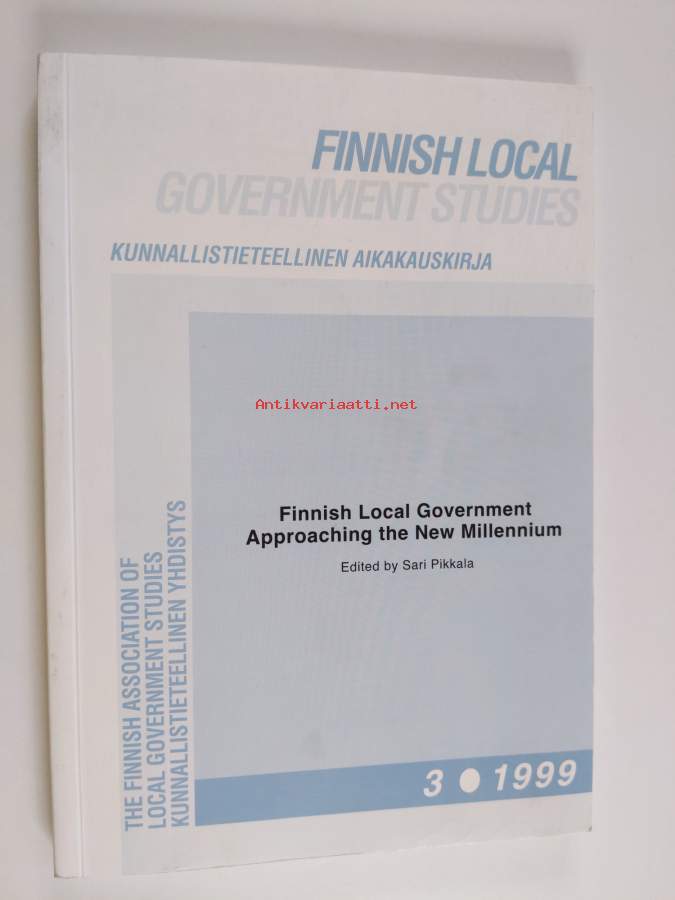 FINNISH LOCAL
GOVERNMENT STUDIES
KUNNALLISTIETEELLINEN AIKAKAUSKIRJA
Antikvariaatti.net
Finnish Local Government
Approaching the New Millennium
Edited by Sari Pikkala
THE FINNISH ASSOCIATION OF
LOCAL GOVERNMENT STUDIES
KUNNALLISTIETEELLINEN YHDISTYS
3 ● 1999